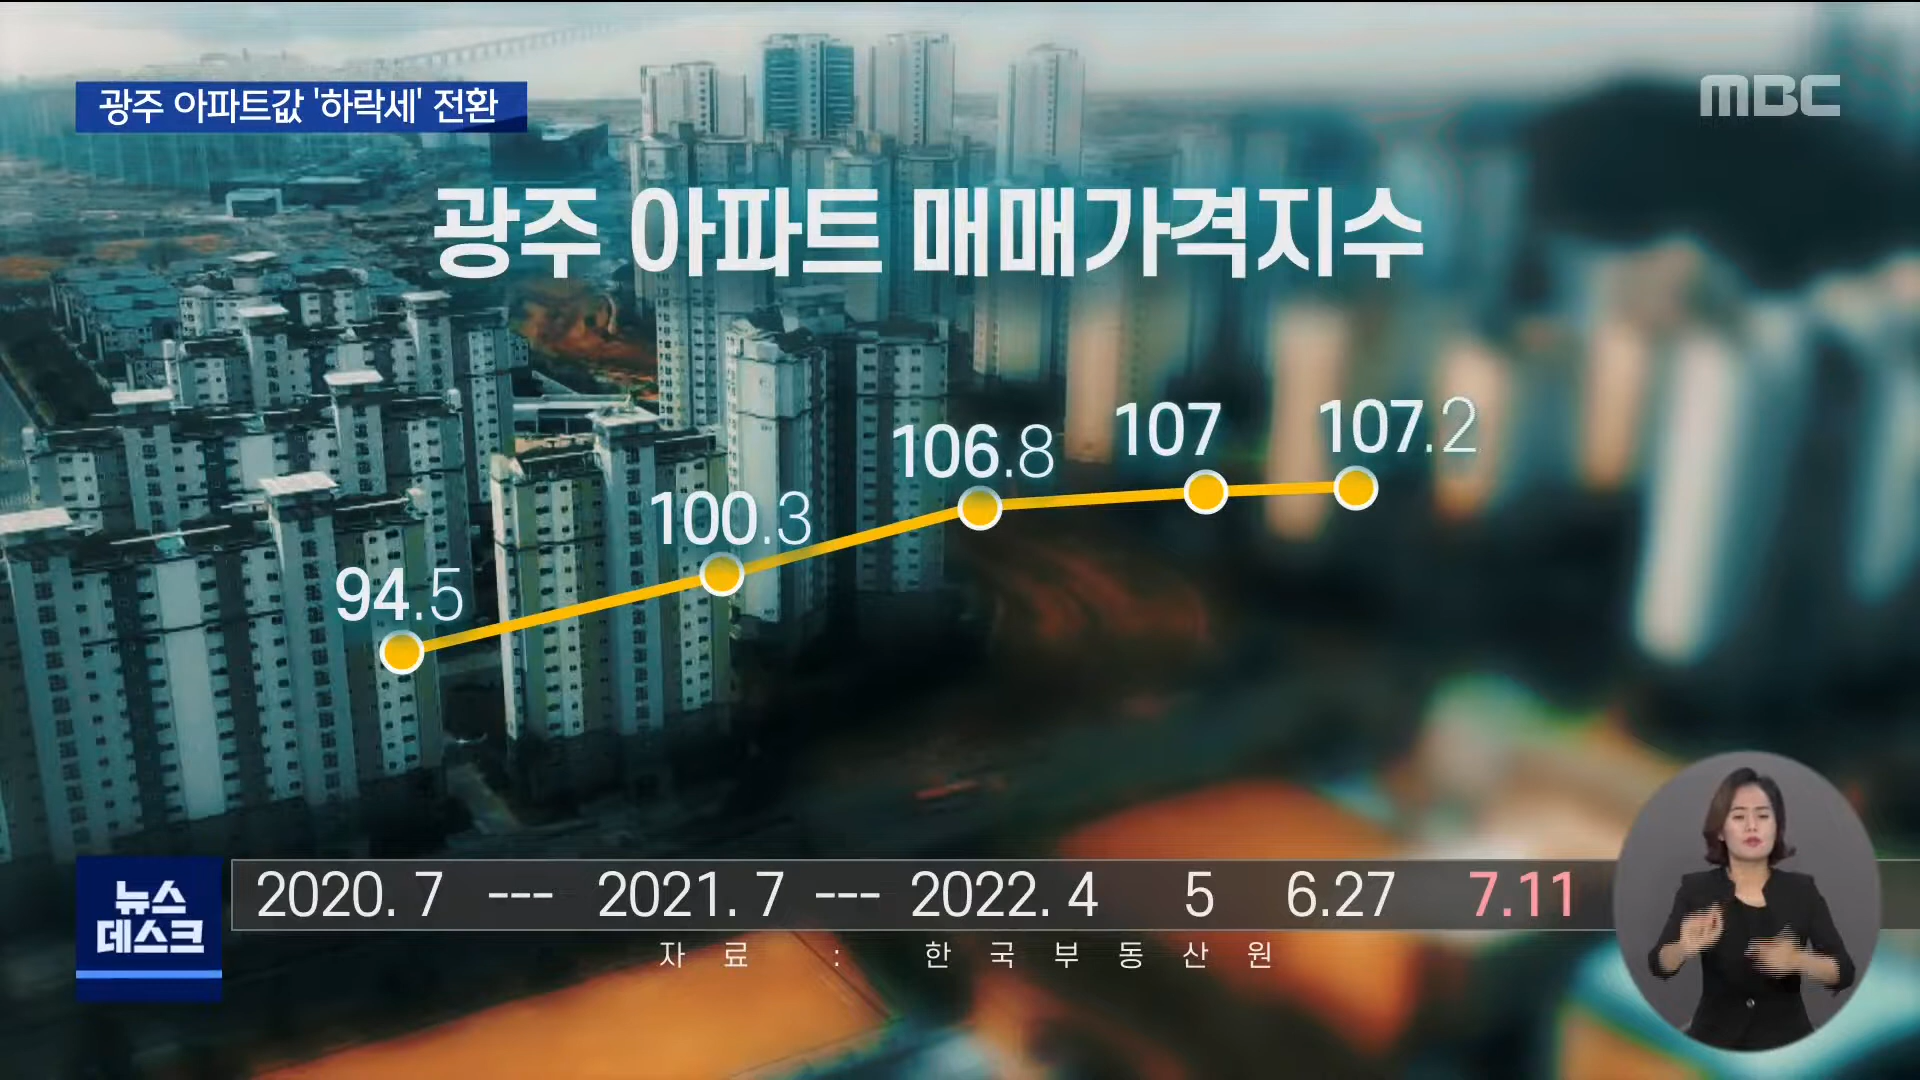 광주 아파트값 '하락세' 전환
MBC
광주 아파트 매매가격지수
94.5
100.3
106.8
107
107.2
2020. 7 --- 2021. 7 --- 2022. 4 5 6.27 7.11
뉴스
데스크
자료 : 한국부동산원